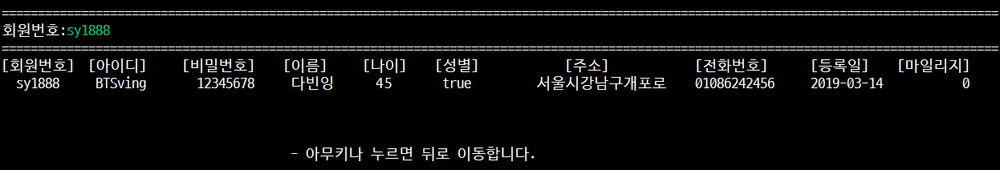 회원번호:sy1888
[회원번호] [아이디] [비밀번호] [이름] [나이] [성별] [주소] [전화번호] [등록일] [마일리지]
sy1888 BTSving 12345678 다빈잉 45 true 서울시강남구개포로 01086242456 2019-03-14 0
- 아무키나 누르면 뒤로 이동합니다.